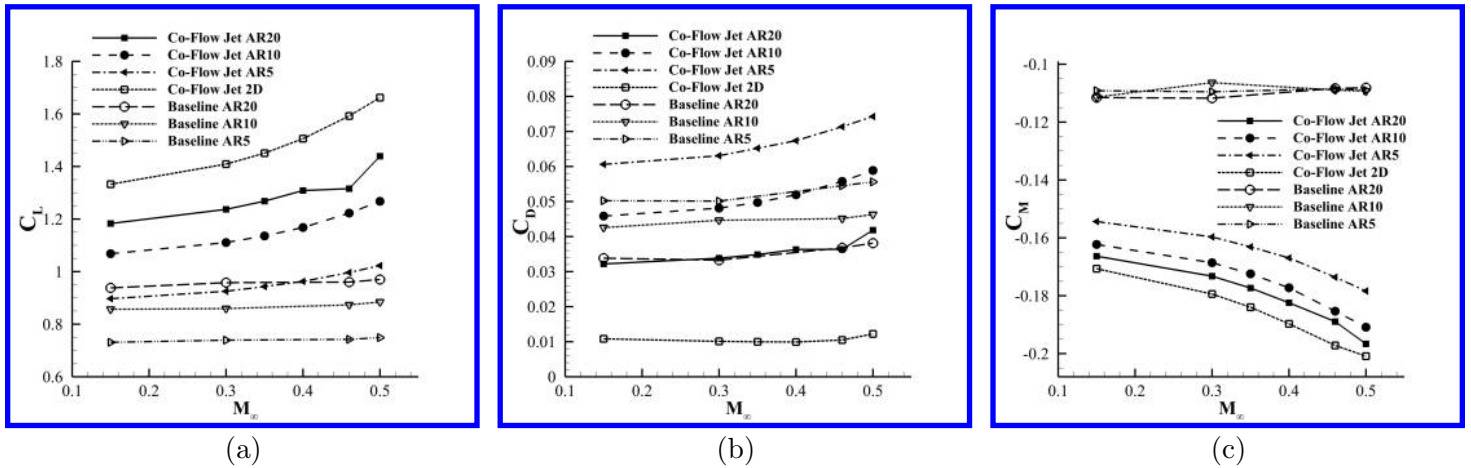 Co-Flow Jet AR20
Co-Flow Jet AR10
Co-Flow Jet AR5
Co-Flow Jet 2D
Baseline AR20
Baseline AR10
Baseline AR5
1.8
1.6
1.4
1.2
1
0.8
0.6
C_L
0.1 0.2 0.3 0.4 0.5
M_∞
(a)
Co-Flow Jet AR20
Co-Flow Jet AR10
Co-Flow Jet AR5
Co-Flow Jet 2D
Baseline AR20
Baseline AR10
Baseline AR5
0.09
0.08
0.07
0.06
0.05
0.04
0.03
0.02
0.01
0
C_D
0.1 0.2 0.3 0.4 0.5
M_∞
(b)
-0.1
-0.12
-0.14
-0.16
-0.18
-0.2
C_M
Co-Flow Jet AR20
Co-Flow Jet AR10
Co-Flow Jet AR5
Co-Flow Jet 2D
Baseline AR20
Baseline AR10
Baseline AR5
0.1 0.2 0.3 0.4 0.5
M_∞
(c)